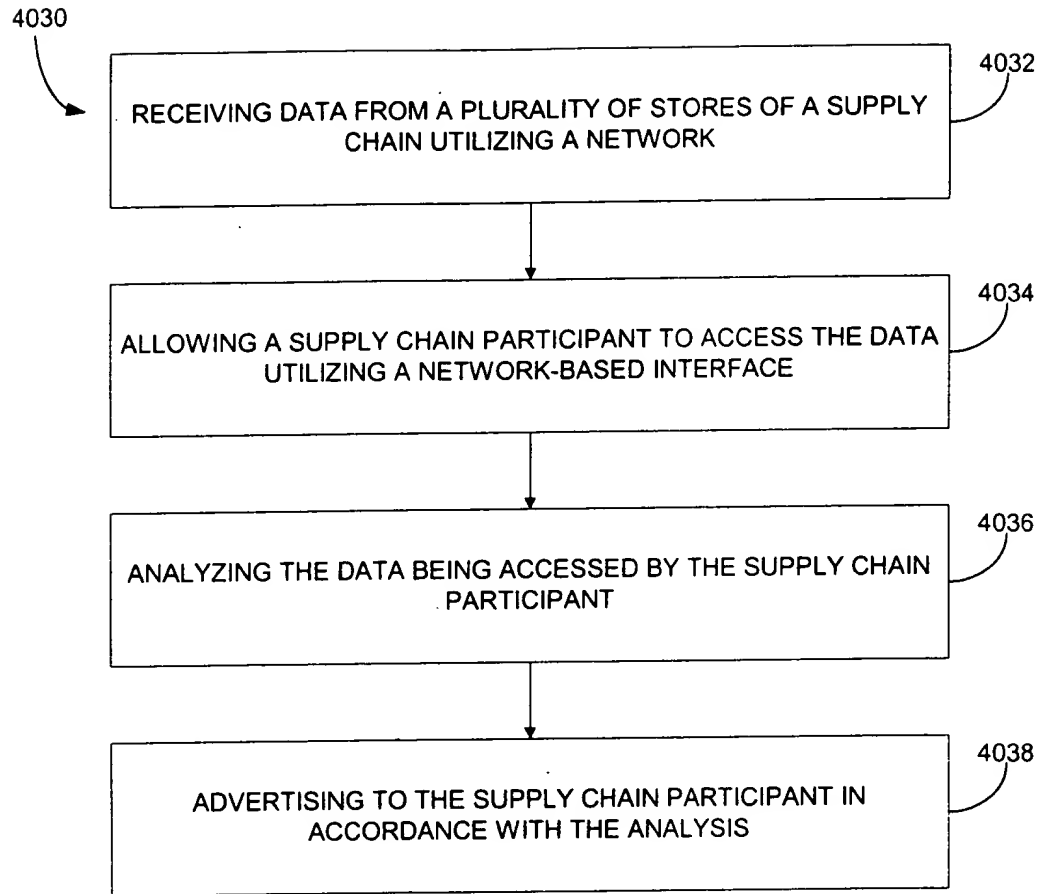 4030
4032
RECEIVING DATA FROM A PLURALITY OF STORES OF A SUPPLY
CHAIN UTILIZING A NETWORK
4034
ALLOWING A SUPPLY CHAIN PARTICIPANT TO ACCESS THE DATA
UTILIZING A NETWORK-BASED INTERFACE
4036
ANALYZING THE DATA BEING ACCESSED BY THE SUPPLY CHAIN
PARTICIPANT
4038
ADVERTISING TO THE SUPPLY CHAIN PARTICIPANT IN
ACCORDANCE WITH THE ANALYSIS